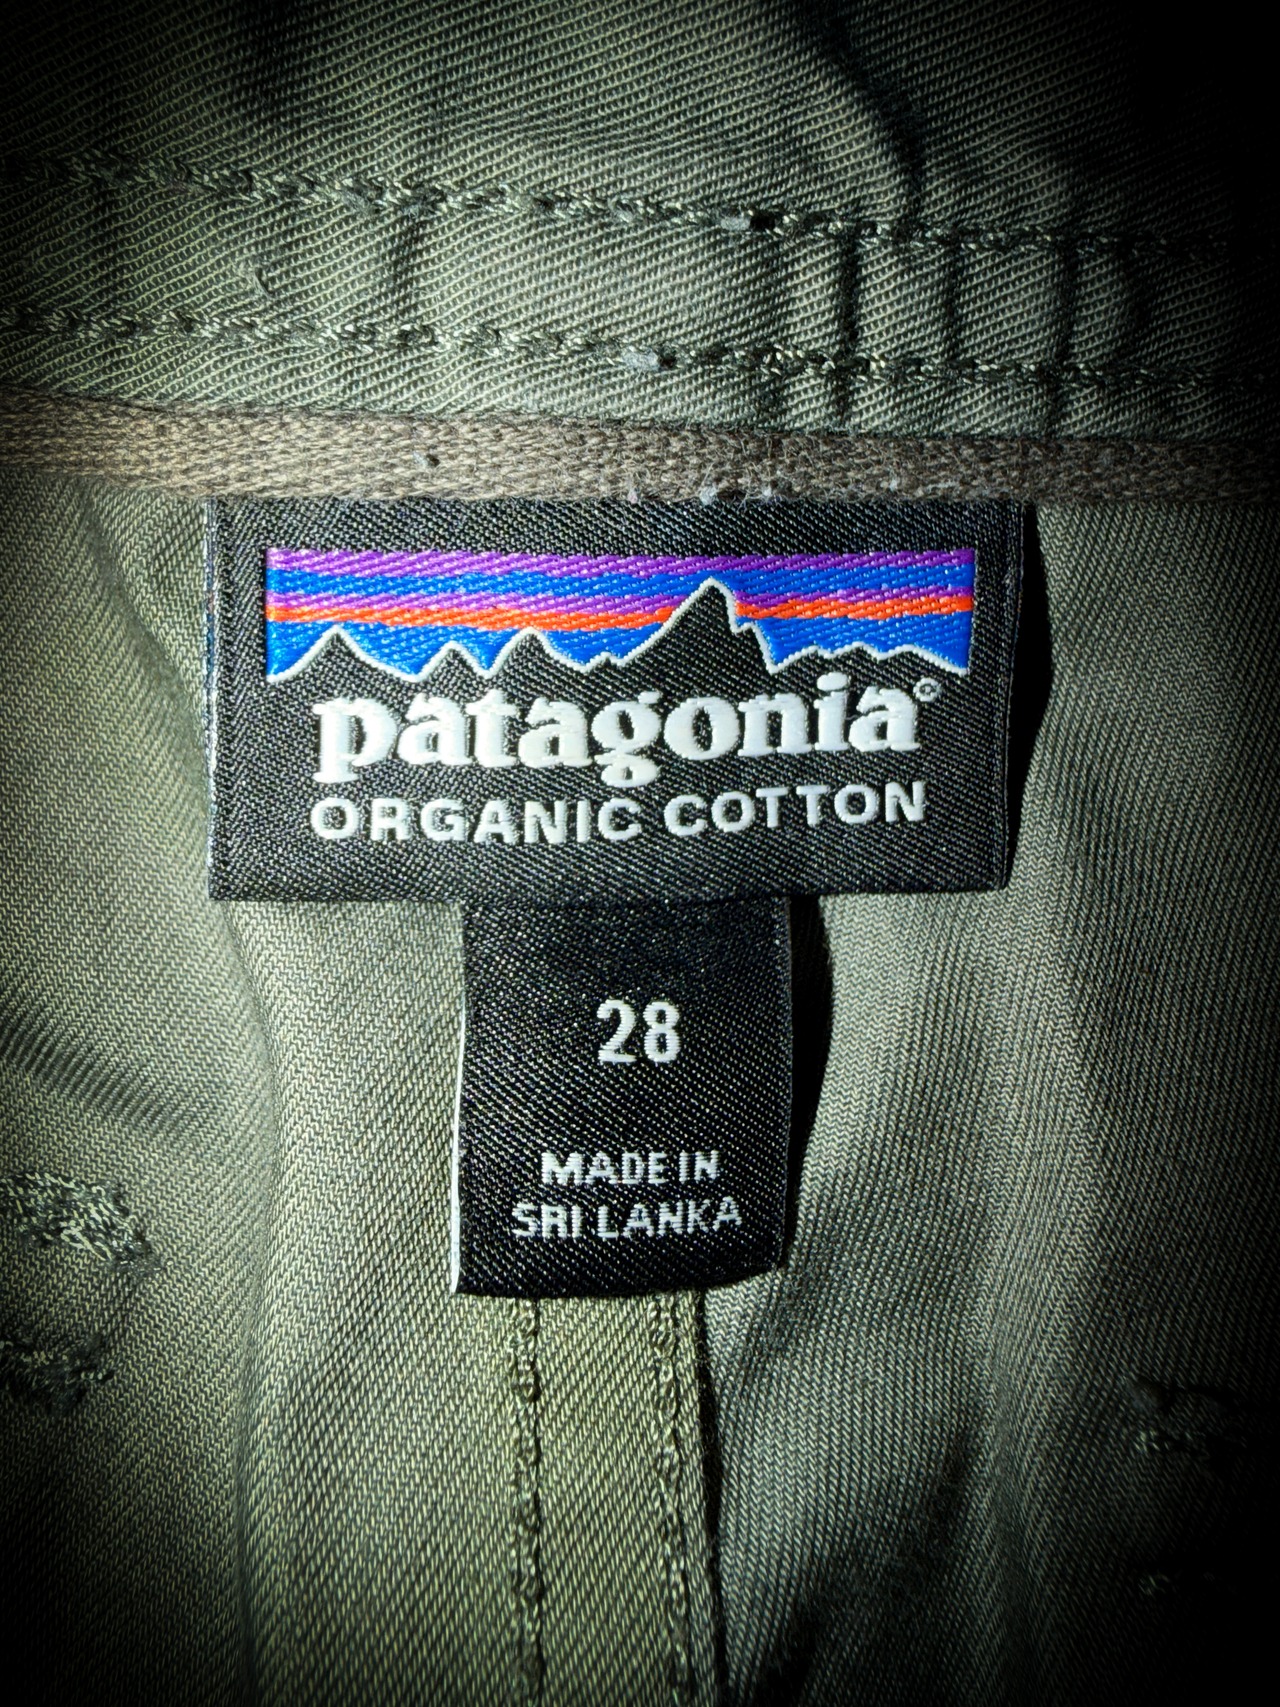 patagonia®
ORGANIC COTTON
28
MADE IN
SRI LANKA